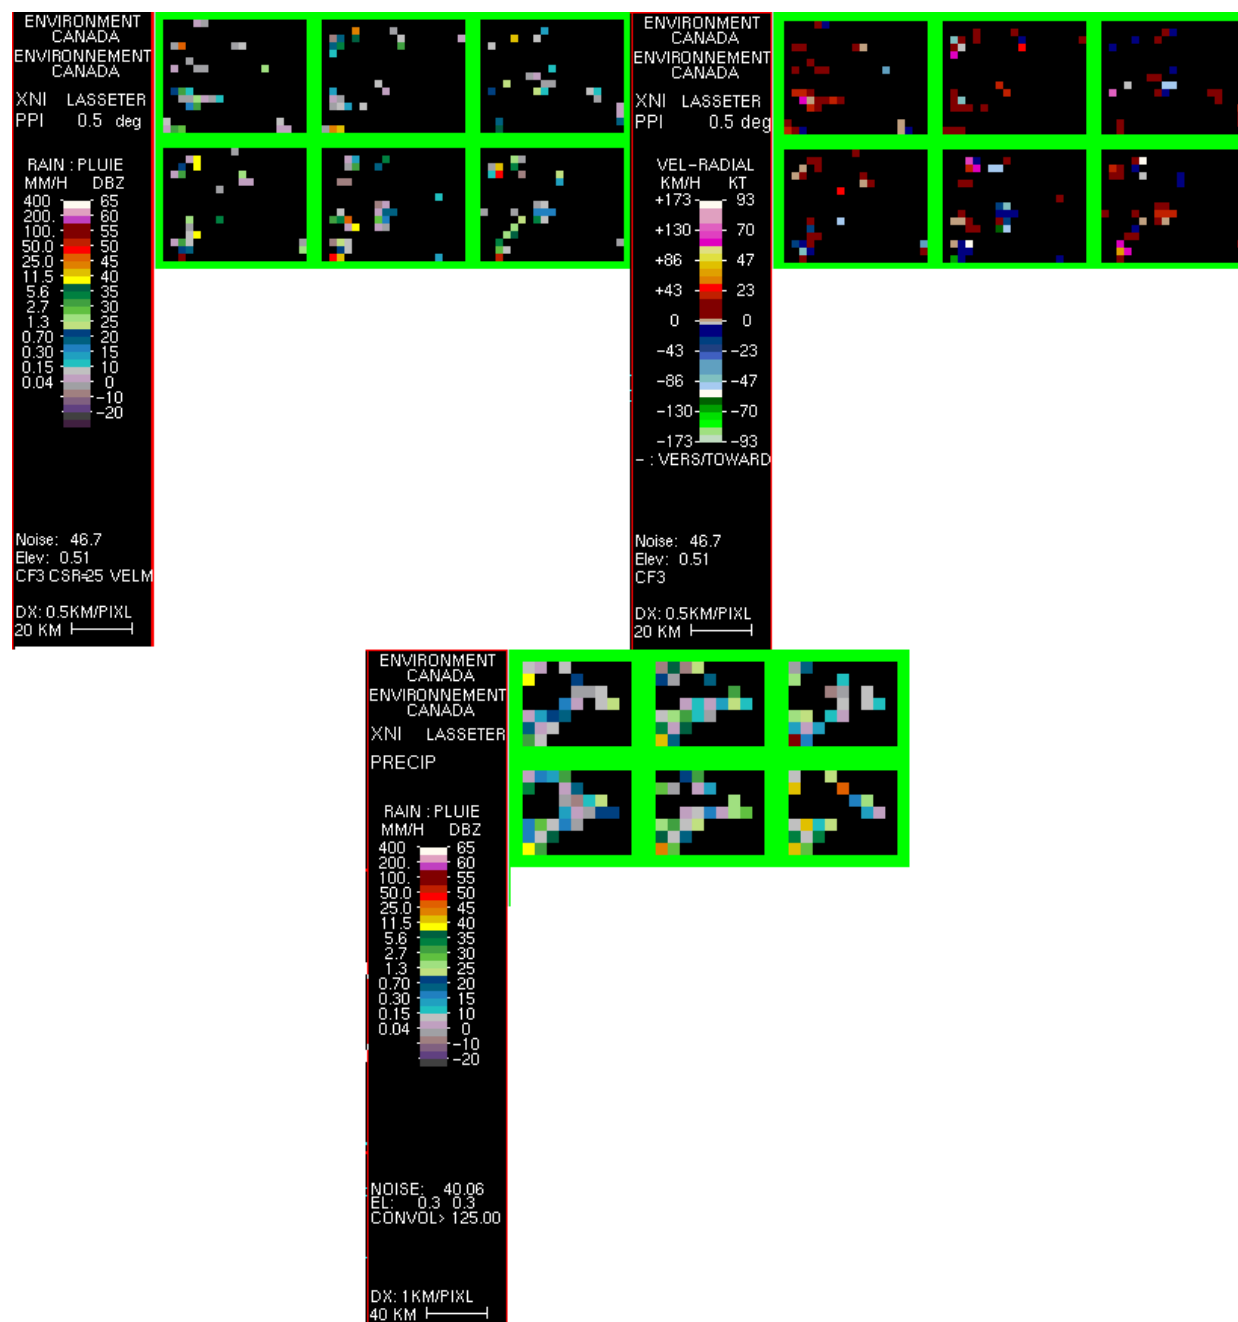 ENVIRONMENT
CANADA
ENVIRONNEMENT
CANADA
XNI LASSETER
PPI 0.5 deg
RAIN : PLUIE
MM/H DBZ
400 65
200. 60
100. 55
50.0 50
25.0 45
11.5 40
5.6 35
2.7 30
1.3 25
0.70 20
0.30 15
0.15 10
0.04 0
-10
-20
Noise: 46.7
Elev: 0.51
CF3 CSR=25 VELM
DX: 0.5KM/PIXL
20 KM
ENVIRONMENT
CANADA
ENVIRONNEMENT
CANADA
XNI LASSETER
PPI 0.5 deg
VEL-RADIAL
KM/H KT
+173 93
+130 70
+86 47
+43 23
0 0
-43 -23
-86 -47
-130 -70
-173 -93
- : VERS/TOWARD
Noise: 46.7
Elev: 0.51
CF3
DX: 0.5KM/PIXL
20 KM
ENVIRONMENT
CANADA
ENVIRONNEMENT
CANADA
XNI LASSETER
PRECIP
RAIN : PLUIE
MM/H DBZ
400 65
200. 60
100. 55
50.0 50
25.0 45
11.5 40
5.6 35
2.7 30
1.3 25
0.70 20
0.30 15
0.15 10
0.04 0
-10
-20
NOISE: 40.06
EL: 0.3 0.3
CONVOL> 125.00
DX: 1KM/PIXL
40 KM